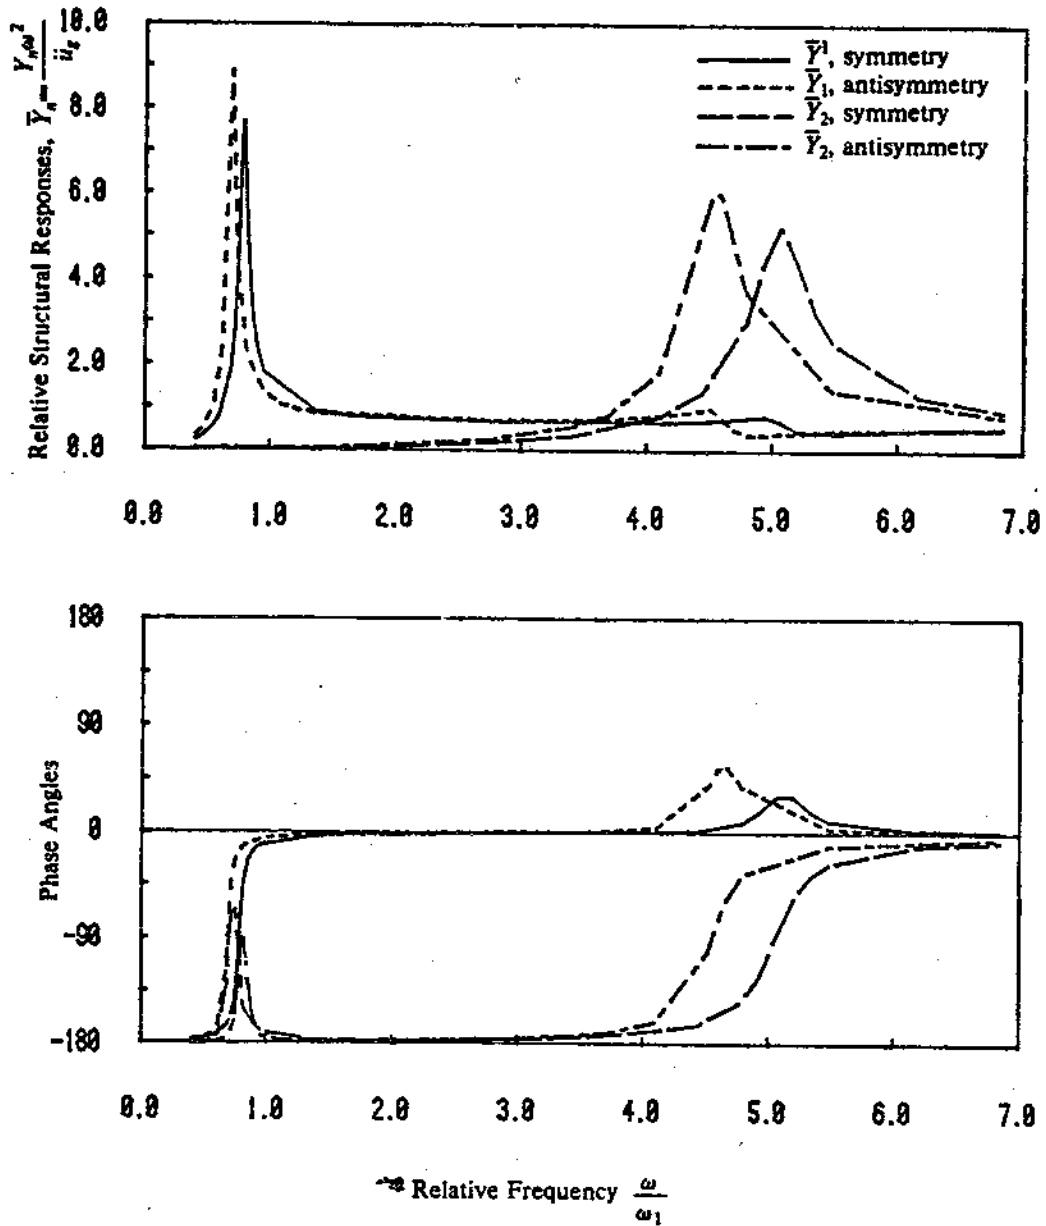 Relative Structural Responses, Ȳₙ = Yₙω² / ü_g
10.0
8.0
6.0
4.0
2.0
0.0
Ȳ¹, symmetry
Ȳ₁, antisymmetry
Ȳ₂, symmetry
Ȳ₂, antisymmetry
0.0 1.0 2.0 3.0 4.0 5.0 6.0 7.0
Phase Angles
180
90
0
-90
-180
0.0 1.0 2.0 3.0 4.0 5.0 6.0 7.0
Relative Frequency ω / ω₁